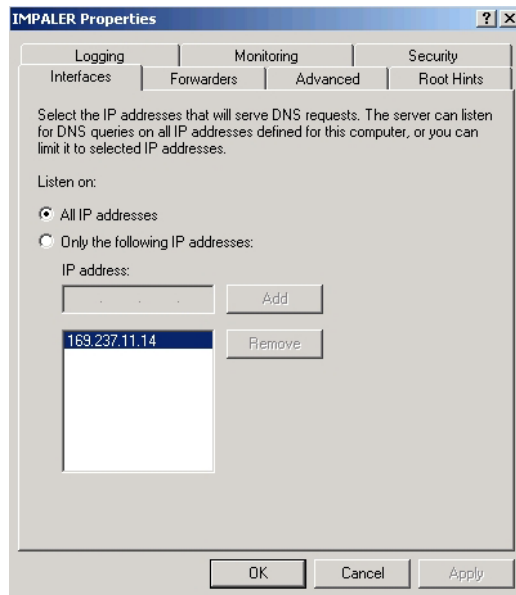 IMPALER Properties
Logging Monitoring Security
Interfaces Forwarders Advanced Root Hints
Select the IP addresses that will serve DNS requests. The server can listen
for DNS queries on all IP addresses defined for this computer, or you can
limit it to selected IP addresses.
Listen on:
All IP addresses
Only the following IP addresses:
IP address:
Add
169.237.11.14
Remove
OK Cancel Apply